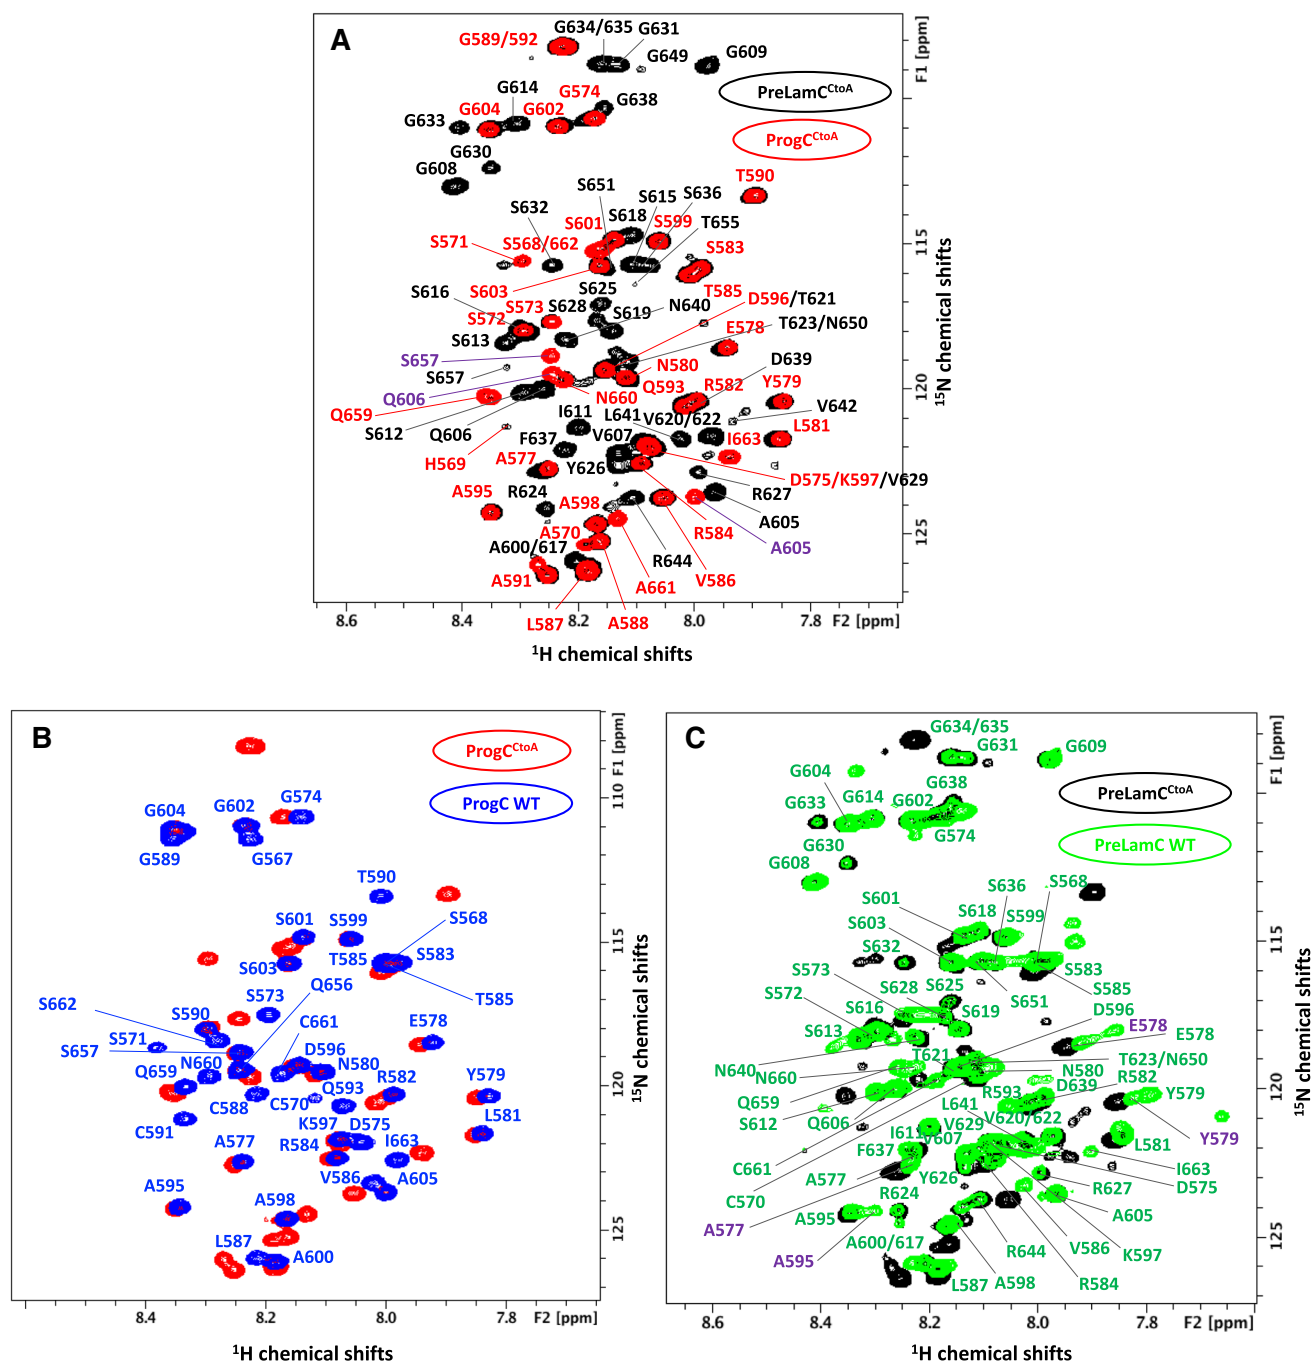 A
G634/635
G631
G589/592
G649
G609
F1 [ppm]
PreLamC^CtoA
G614
G574
G638
G604
G602
G633
ProgC^CtoA
G630
G608
T590
S651
S615
S636
S632
S601
S618
S599
T655
S571
S568/662
S583
115
S603
S625
T585
D596/T621
S616
S573
S628
S619
N640
S572
E578
T623/N650
S613
S657
D639
S657
N580
Q606
N660
Q593
R582
Y579
120
Q659
S612
Q606
I611
L641
V620/622
V642
F637
V607
I663
L581
H569
A577
Y626
D575/K597/V629
A595
R624
A598
R627
A605
A570
R584
125
A600/617
R644
A605
A591
A661
V586
L587
A588
8.6
8.4
8.2
8.0
7.8
F2 [ppm]
¹H chemical shifts
¹⁵N chemical shifts
B
ProgC^CtoA
ProgC WT
F1 [ppm]
110
G604
G602
G574
G589
G567
T590
S601
S599
S568
115
S603
T585
S583
S573
Q656
T585
S662
S590
C661
E578
S571
D596
S657
N660
N580
120
Q659
Q593
R582
Y579
C588
C570
C591
K597
D575
L581
A577
R584
I663
V586
A605
A595
A598
125
L587
A600
8.4
8.2
8.0
7.8
F2 [ppm]
¹H chemical shifts
¹⁵N chemical shifts
C
G634/635
G631
G609
F1 [ppm]
G604
G638
PreLamC^CtoA
G633
G614
G602
G574
PreLamC WT
G630
G608
S636
S568
S601
S618
S599
S603
115
S632
S573
S628
S625
S583
S651
S585
S572
S616
S619
D596
S613
E578
E578
T621
T623/N650
N640
N660
N580
R593
D639
R582
Q659
Y579
120
S612
Q606
L641
V629
V620/622
I611
V607
Y579
F637
L581
C661
A577
Y626
I663
C570
R624
R627
D575
A577
A595
A605
A600/617
R644
V586
K597
125
A595
L587
A598
R584
8.6
8.4
8.2
8.0
7.8
F2 [ppm]
¹H chemical shifts
¹⁵N chemical shifts